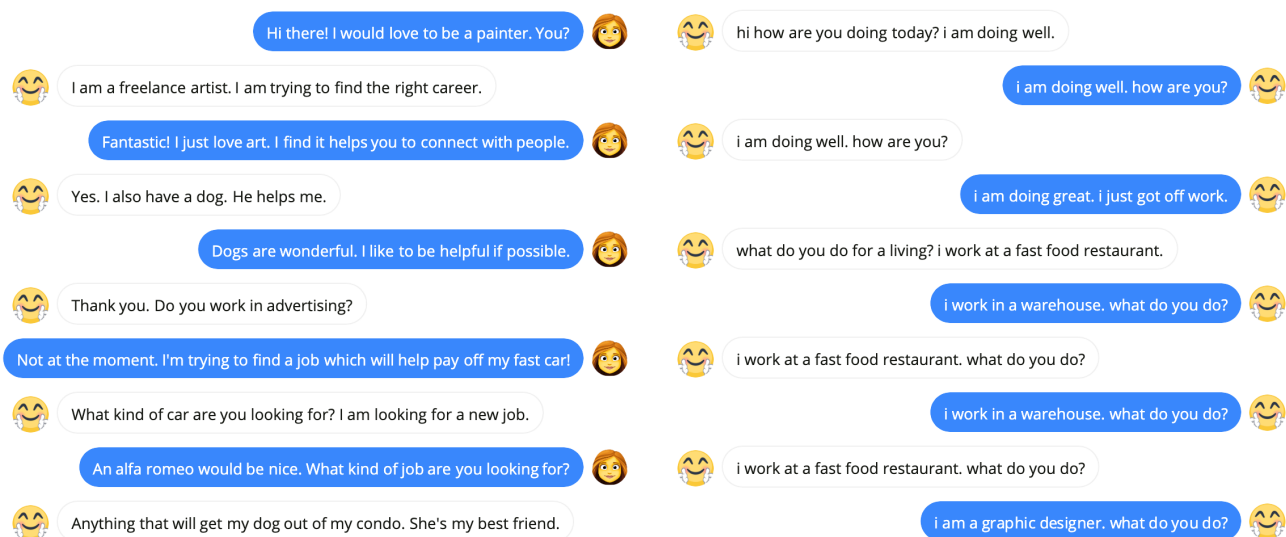 Hi there! I would love to be a painter. You?
I am a freelance artist. I am trying to find the right career.
Fantastic! I just love art. I find it helps you to connect with people.
Yes. I also have a dog. He helps me.
Dogs are wonderful. I like to be helpful if possible.
Thank you. Do you work in advertising?
Not at the moment. I'm trying to find a job which will help pay off my fast car!
What kind of car are you looking for? I am looking for a new job.
An alfa romeo would be nice. What kind of job are you looking for?
Anything that will get my dog out of my condo. She's my best friend.
hi how are you doing today? i am doing well.
i am doing well. how are you?
i am doing well. how are you?
i am doing great. i just got off work.
what do you do for a living? i work at a fast food restaurant.
i work in a warehouse. what do you do?
i work at a fast food restaurant. what do you do?
i work in a warehouse. what do you do?
i work at a fast food restaurant. what do you do?
i am a graphic designer. what do you do?